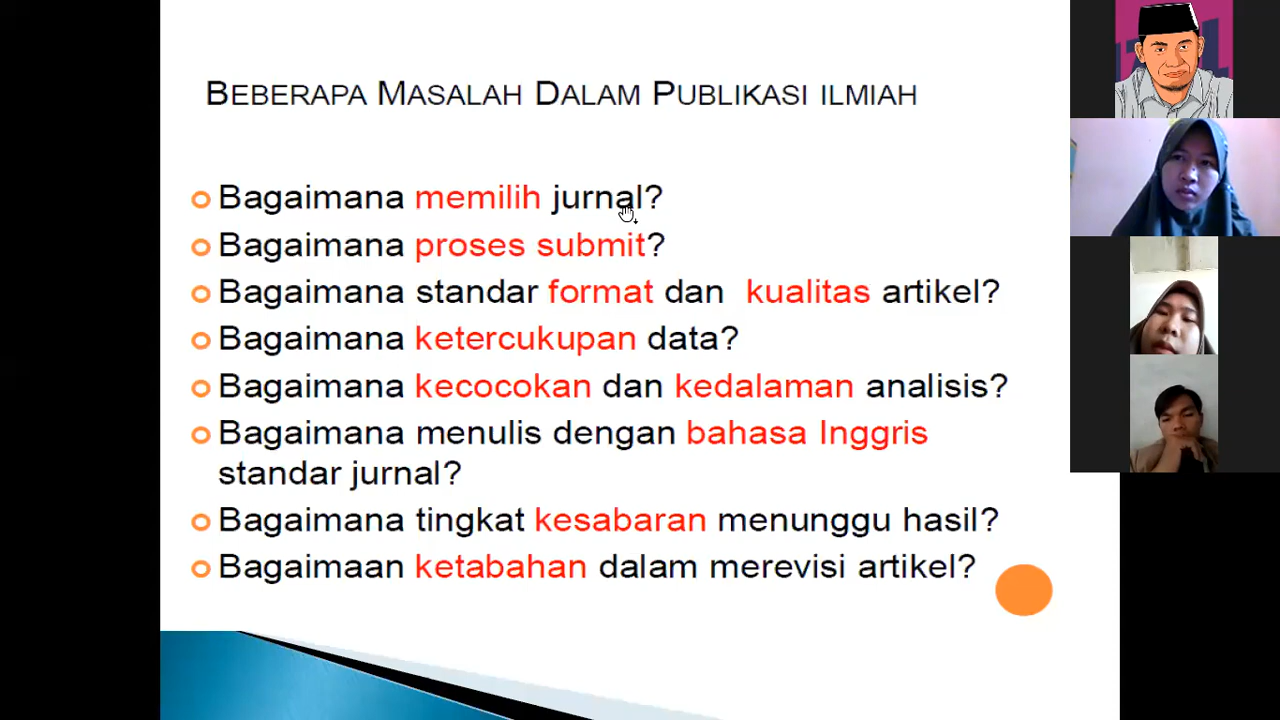 BEBERAPA MASALAH DALAM PUBLIKASI ILMIAH
Bagaimana memilih jurnal?
Bagaimana proses submit?
Bagaimana standar format dan kualitas artikel?
Bagaimana ketercukupan data?
Bagaimana kecocokan dan kedalaman analisis?
Bagaimana menulis dengan bahasa Inggris
standar jurnal?
Bagaimana tingkat kesabaran menunggu hasil?
Bagaimaan ketabahan dalam merevisi artikel?